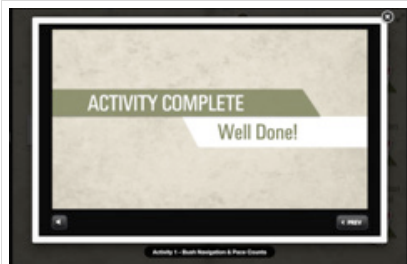 ACTIVITY COMPLETE
Well Done!
PREV
Activity 1 - Bush Navigation & Pace Counts